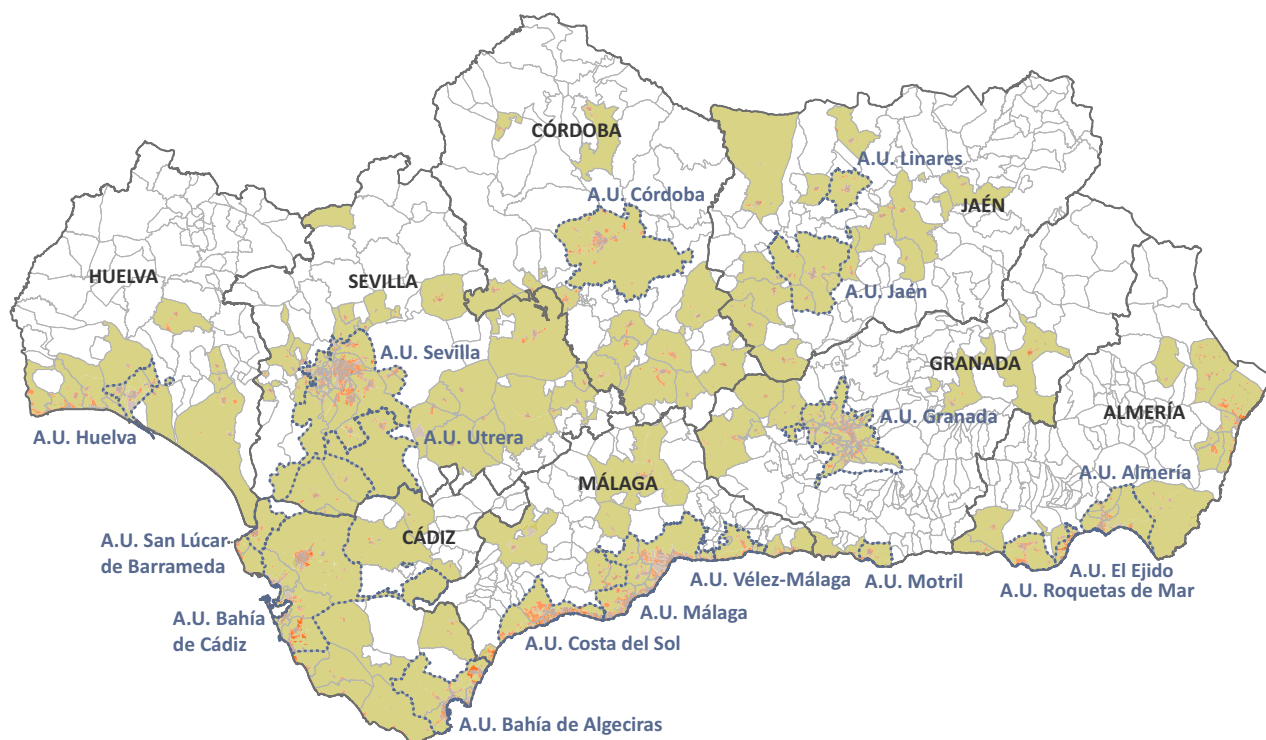 CÓRDOBA
A.U. Linares
A.U. Córdoba
JAÉN
HUELVA
SEVILLA
A.U. Jaén
A.U. Sevilla
GRANADA
ALMERÍA
A.U. Huelva
A.U. Utrera
A.U. Granada
A.U. Almería
MÁLAGA
CÁDIZ
A.U. San Lúcar
de Barrameda
A.U. Vélez-Málaga
A.U. Motril
A.U. El Ejido
A.U. Roquetas de Mar
A.U. Bahía
de Cádiz
A.U. Málaga
A.U. Costa del Sol
A.U. Bahía de Algeciras